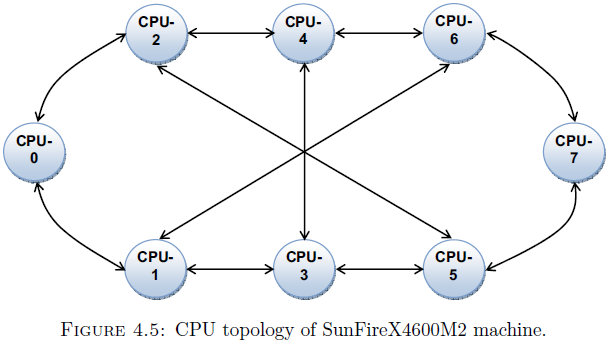 CPU-
2
CPU-
4
CPU-
6
CPU-
0
CPU-
7
CPU-
1
CPU-
3
CPU-
5
FIGURE 4.5: CPU topology of SunFireX4600M2 machine.